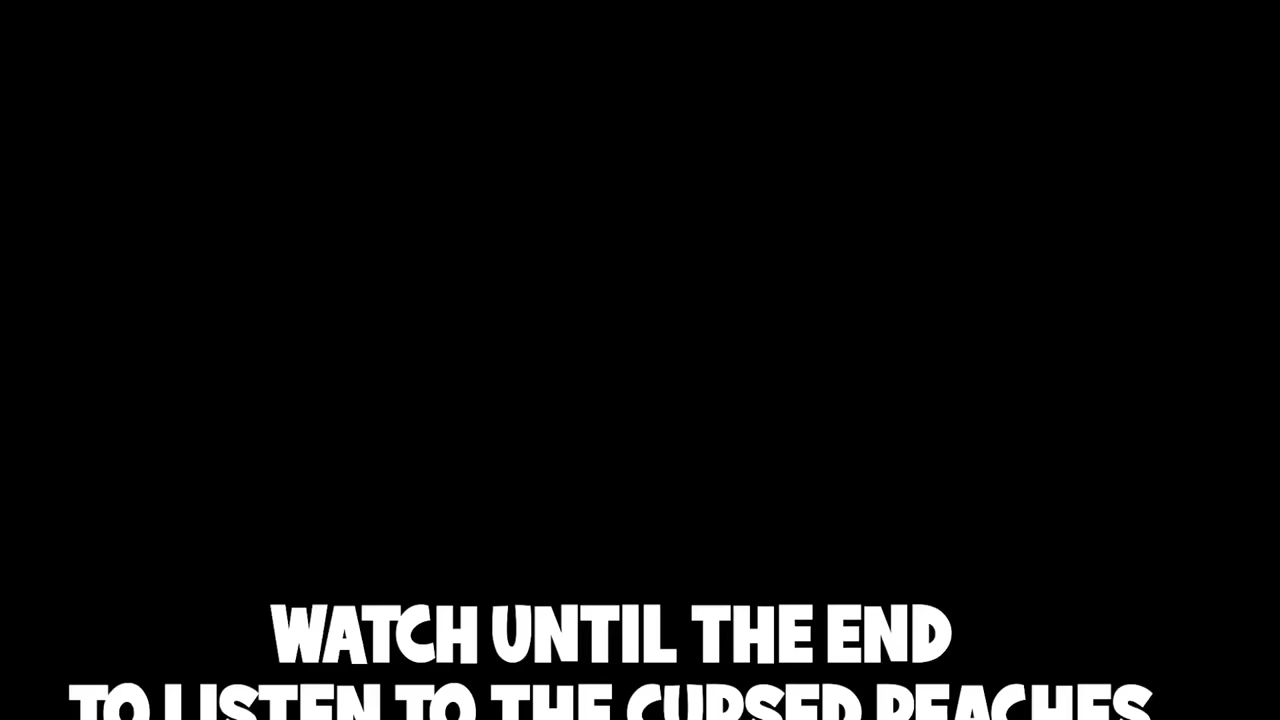 WATCH UNTIL THE END
TO LISTEN TO THE CURSED PEACHES